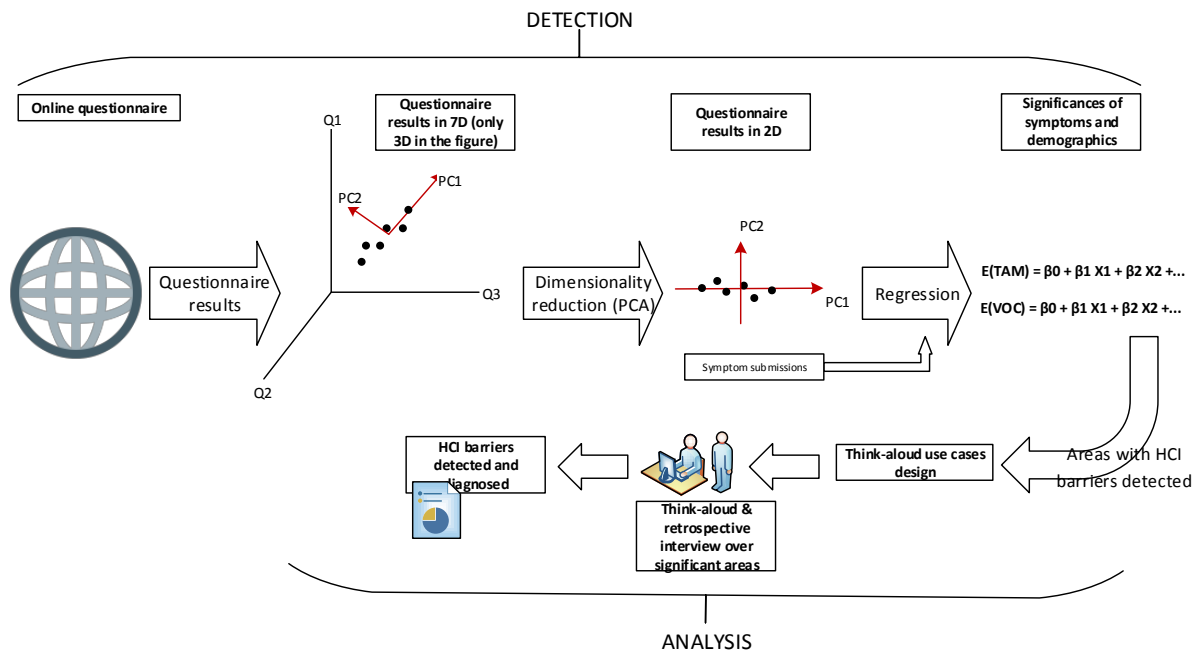 DETECTION
Online questionnaire
Questionnaire
results in 7D (only
3D in the figure)
Questionnaire
results in 2D
Significances of
symptoms and
demographics
Q1
PC2
PC1
Q3
Q2
Questionnaire
results
Dimensionality
reduction (PCA)
PC2
PC1
Regression
E(TAM) = β0 + β1 X1 + β2 X2 +...
E(VOC) = β0 + β1 X1 + β2 X2 +...
Symptom submissions
Areas with HCI
barriers detected
Think-aloud use cases
design
Think-aloud &
retrospective
interview over
significant areas
HCI barriers
detected and
diagnosed
ANALYSIS